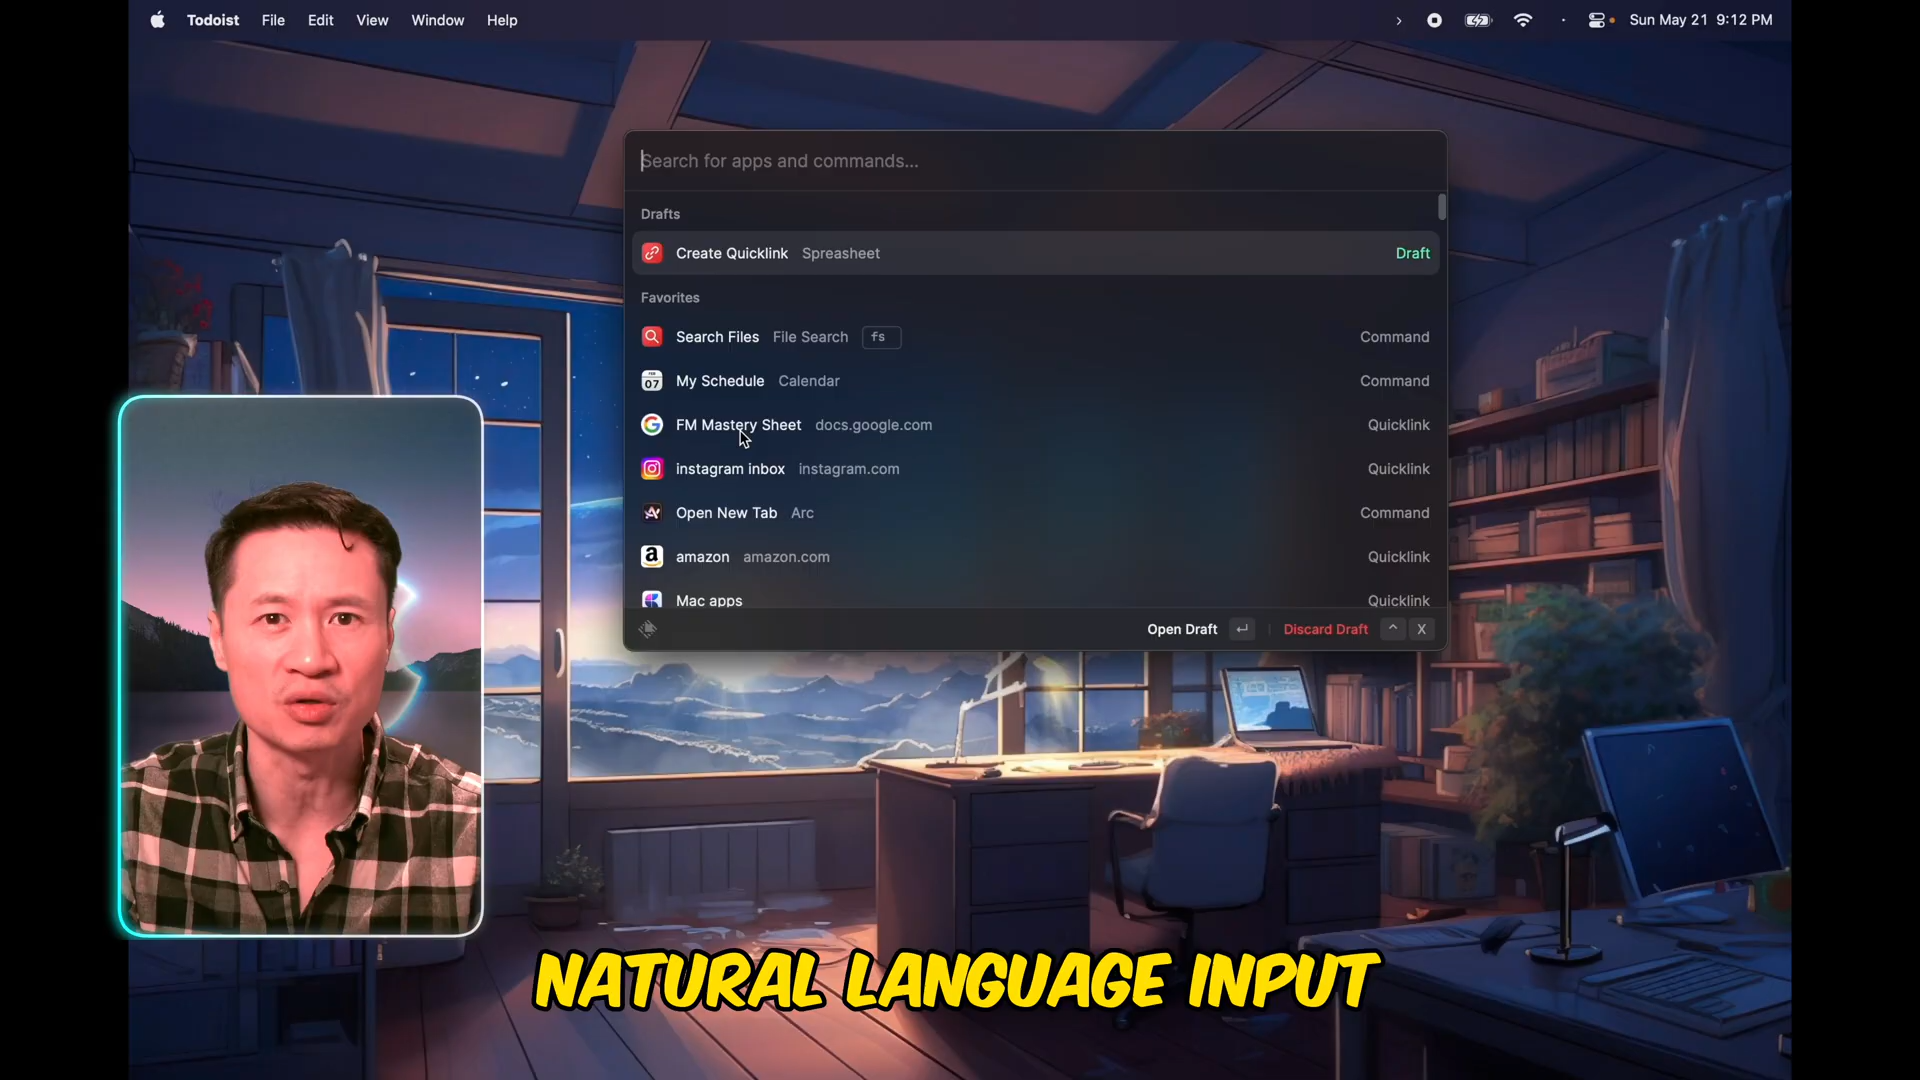 Todoist File Edit View Window Help
Sun May 21 9:12 PM
Search for apps and commands...
Drafts
Create Quicklink Spreasheet Draft
Favorites
Search Files File Search fs Command
My Schedule Calendar Command
FEB
07
FM Mastery Sheet docs.google.com Quicklink
instagram inbox instagram.com Quicklink
Open New Tab Arc Command
amazon amazon.com Quicklink
Mac apps Quicklink
Open Draft ↵ Discard Draft ^ X
NATURAL LANGUAGE INPUT